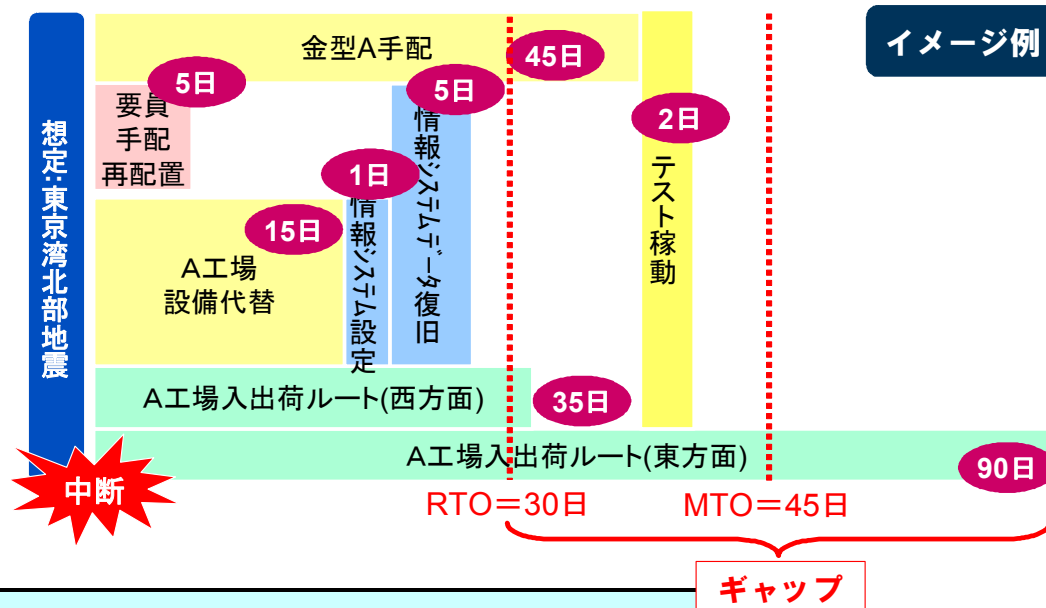 イメージ例
想定:東京湾北部地震
中断
金型A手配
45日
5日
要員
手配
再配置
5日
情報システムデータ復旧
1日
情報システム設定
15日
A工場
設備代替
2日
テスト稼動
A工場入出荷ルート(西方面)
35日
A工場入出荷ルート(東方面)
90日
RTO=30日
MTO=45日
ギャップ